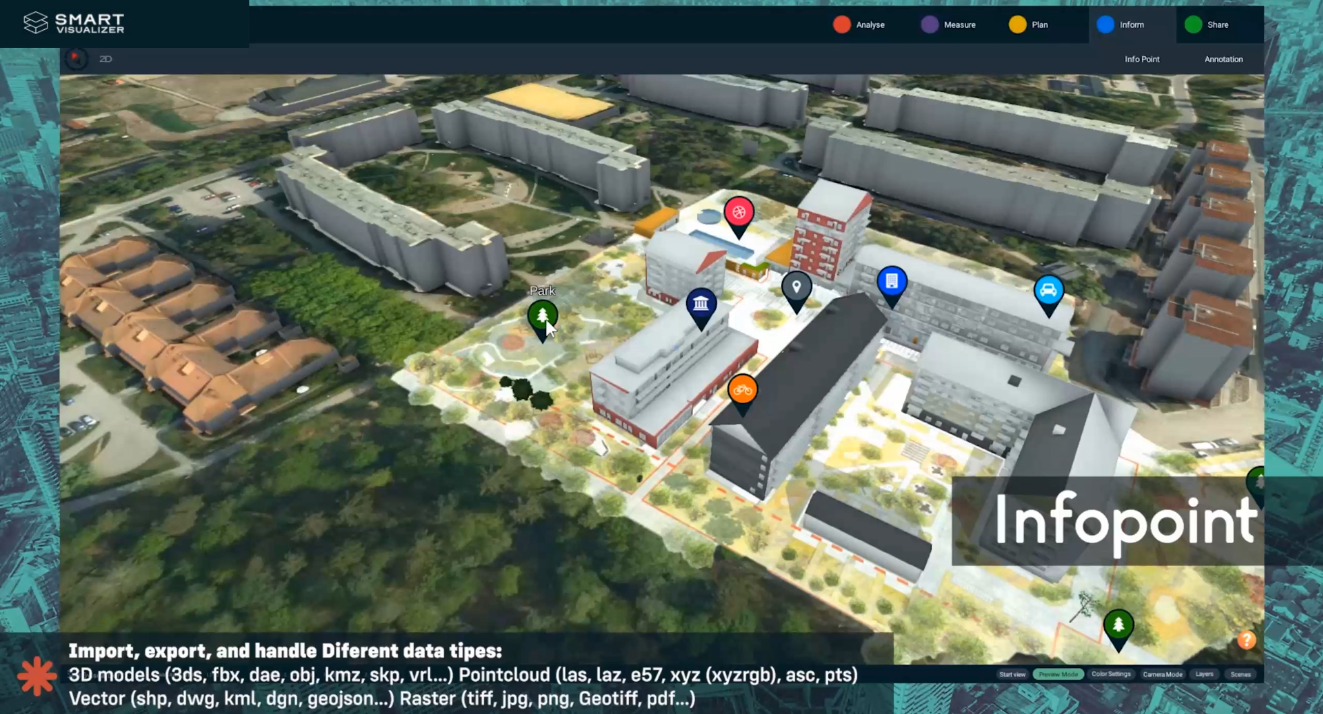 SMART
VISUALIZER
Analyse
Measure
Plan
Inform
Share
2D
Info Point
Annotation
Park
Infopoint
?
Start view
Preview Mode
Color Settings
Camera Mode
Layers
Scenes
Import, export, and handle Diferent data tipes:
3D models (3ds, fbx, dae, obj, kmz, skp, vrl...) Pointcloud (las, laz, e57, xyz (xyzrgb), asc, pts)
Vector (shp, dwg, kml, dgn, geojson...) Raster (tiff, jpg, png, Geotiff, pdf...)